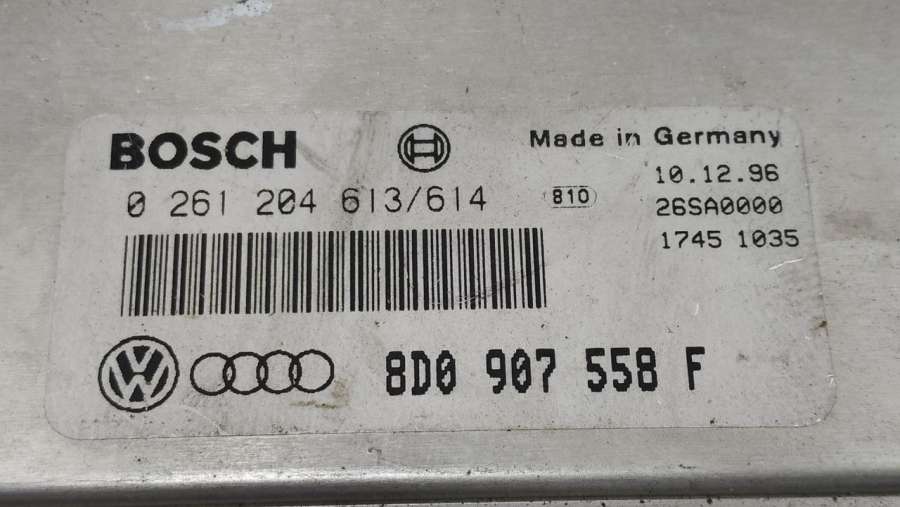 BOSCH
Made in Germany
10.12.96
0 261 204 613/614
810
26SA0000
1745 1035
8D0 907 558 F